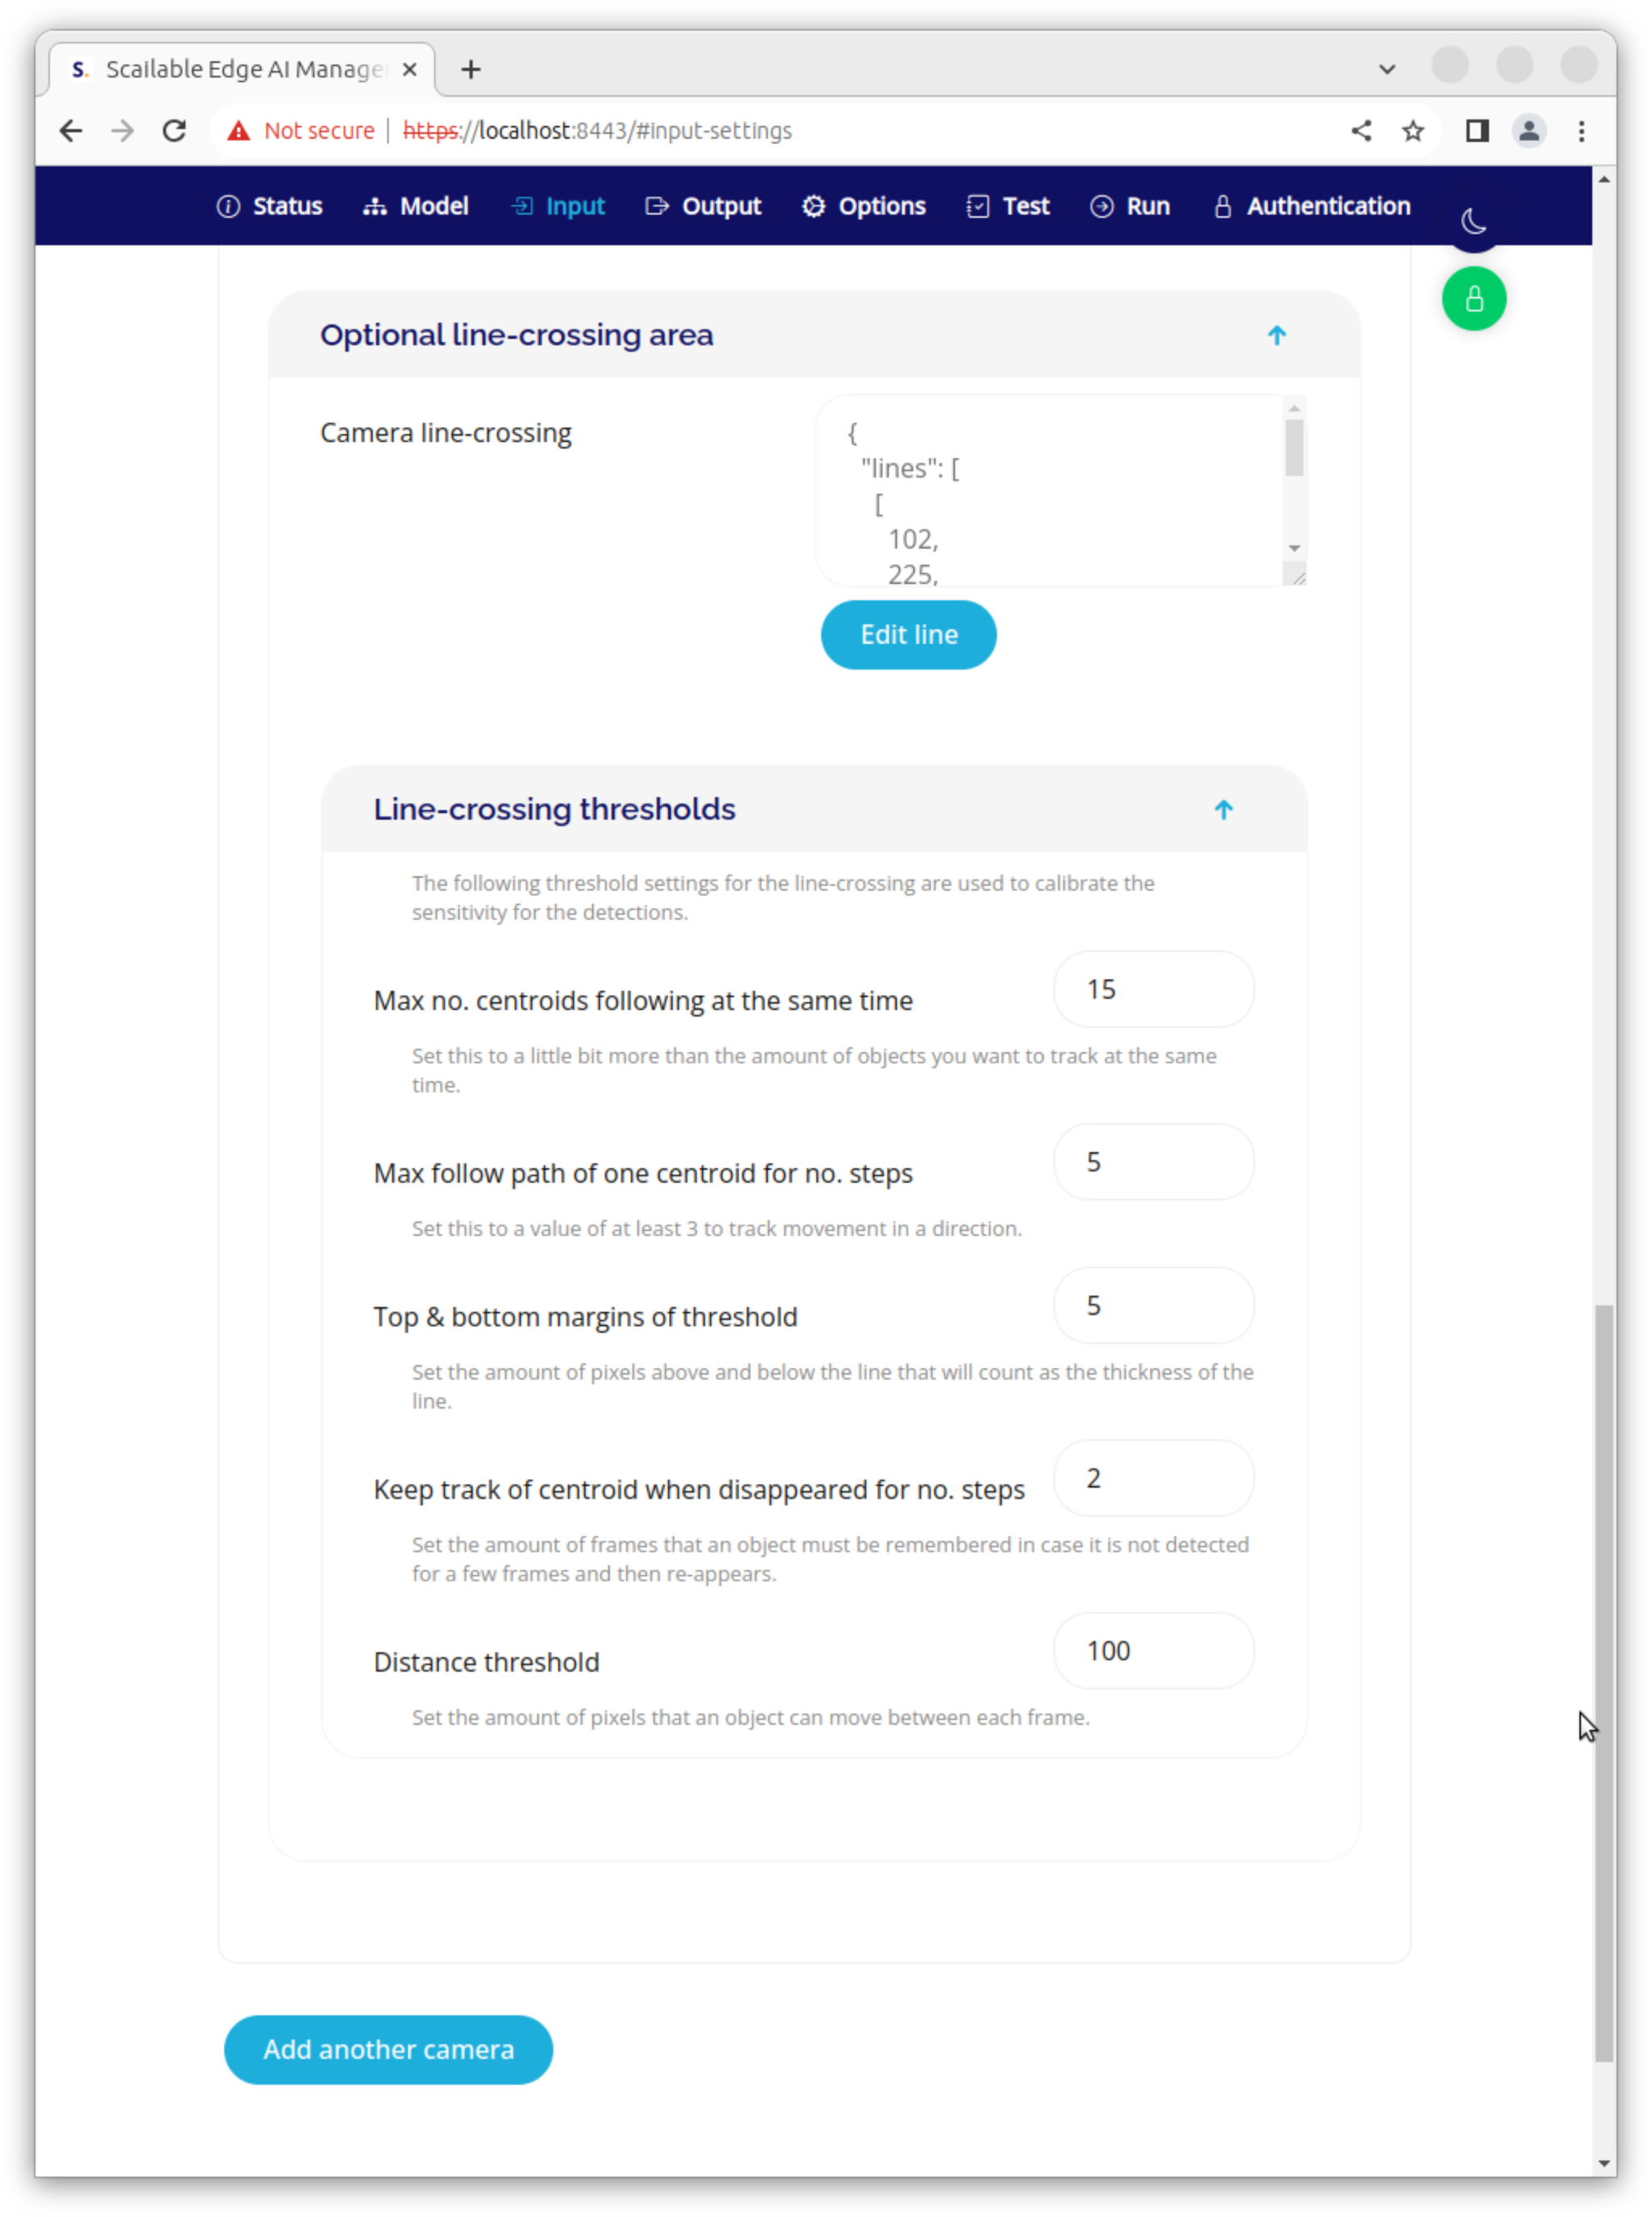 S. Scailable Edge AI Manage
Not secure | https://localhost:8443/#input-settings
Status Model Input Output Options Test Run Authentication
Optional line-crossing area
Camera line-crossing
{
"lines": [
[
102,
225,
Edit line
Line-crossing thresholds
The following threshold settings for the line-crossing are used to calibrate the
sensitivity for the detections.
Max no. centroids following at the same time
15
Set this to a little bit more than the amount of objects you want to track at the same
time.
Max follow path of one centroid for no. steps
5
Set this to a value of at least 3 to track movement in a direction.
Top & bottom margins of threshold
5
Set the amount of pixels above and below the line that will count as the thickness of the
line.
Keep track of centroid when disappeared for no. steps
2
Set the amount of frames that an object must be remembered in case it is not detected
for a few frames and then re-appears.
Distance threshold
100
Set the amount of pixels that an object can move between each frame.
Add another camera